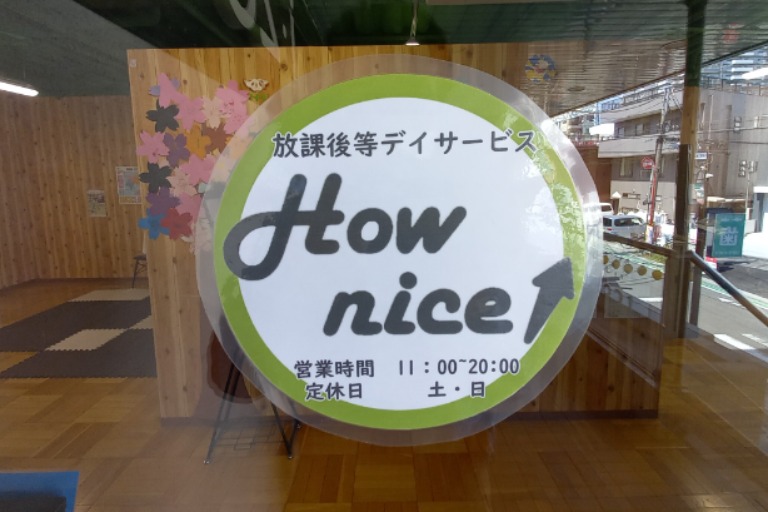 放課後等デイサービス
How
nice
営業時間 11：00~20:00
定休日 土・日